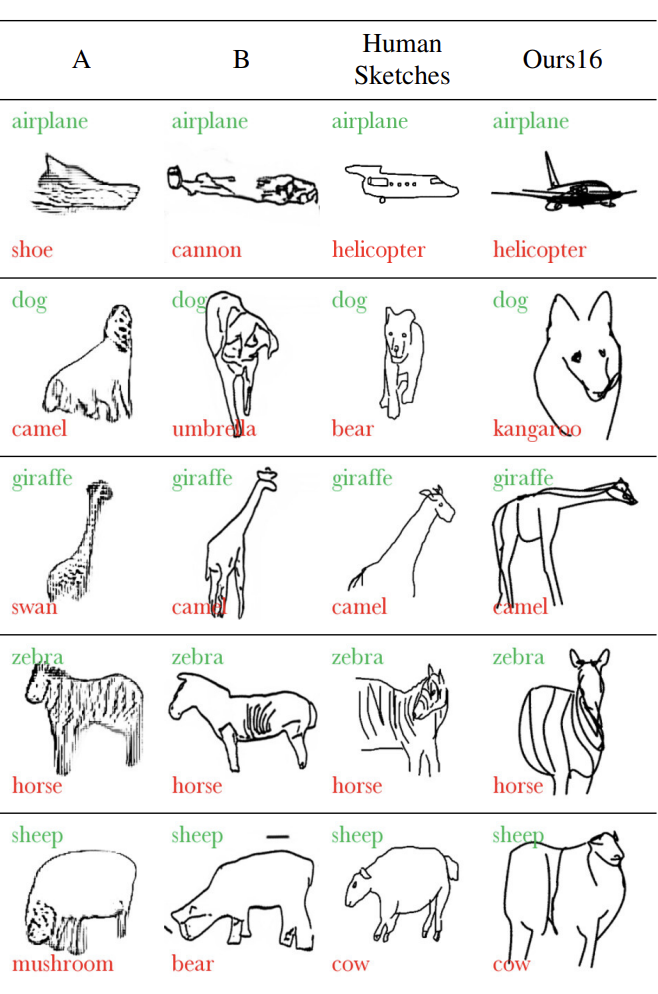 A B Human Sketches Ours16
airplane airplane airplane airplane
shoe cannon helicopter helicopter
dog dog dog dog
camel umbrella bear kangaroo
giraffe giraffe giraffe giraffe
swan camel camel camel
zebra zebra zebra zebra
horse horse horse horse
sheep sheep sheep sheep
mushroom bear cow cow